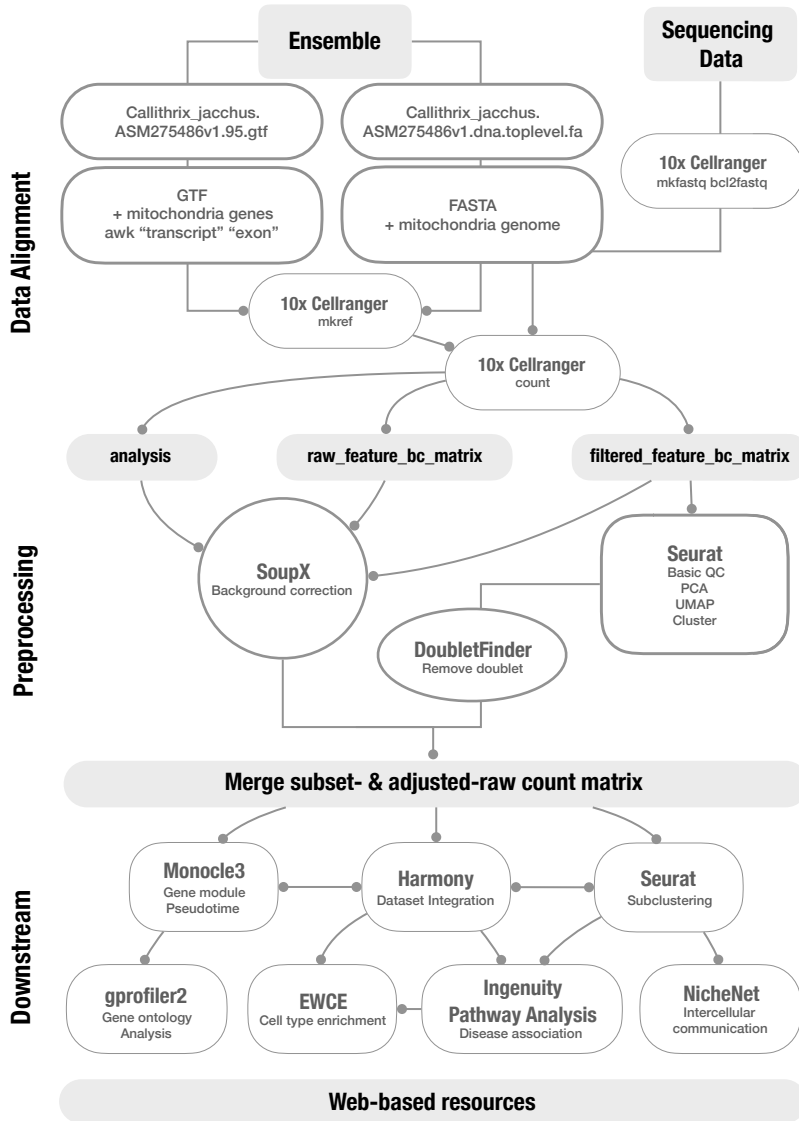 Ensemble
Sequencing
Data
Callithrix_jacchus.
ASM275486v1.95.gtf
Callithrix_jacchus.
ASM275486v1.dna.toplevel.fa
10x Cellranger
mkfastq bcl2fastq
GTF
+ mitochondria genes
awk “transcript” “exon”
FASTA
+ mitochondria genome
Data Alignment
10x Cellranger
mkref
10x Cellranger
count
analysis
raw_feature_bc_matrix
filtered_feature_bc_matrix
Preprocessing
SoupX
Background correction
Seurat
Basic QC
PCA
UMAP
Cluster
DoubletFinder
Remove doublet
Merge subset- & adjusted-raw count matrix
Downstream
Monocle3
Gene module
Pseudotime
Harmony
Dataset Integration
Seurat
Subclustering
gprofiler2
Gene ontology
Analysis
EWCE
Cell type enrichment
Ingenuity
Pathway Analysis
Disease association
NicheNet
Intercellular
communication
Web-based resources